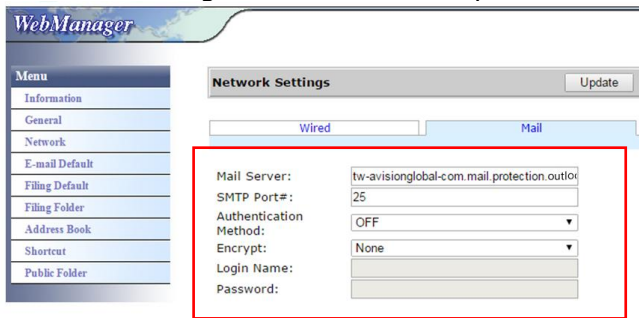 WebManager
Menu
Information
General
Network
E-mail Default
Filing Default
Filing Folder
Address Book
Shortcut
Public Folder
Network Settings
Update
Wired
Mail
Mail Server: tw-avisionglobal-com.mail.protection.outloo
SMTP Port#: 25
Authentication
Method: OFF
Encrypt: None
Login Name:
Password: